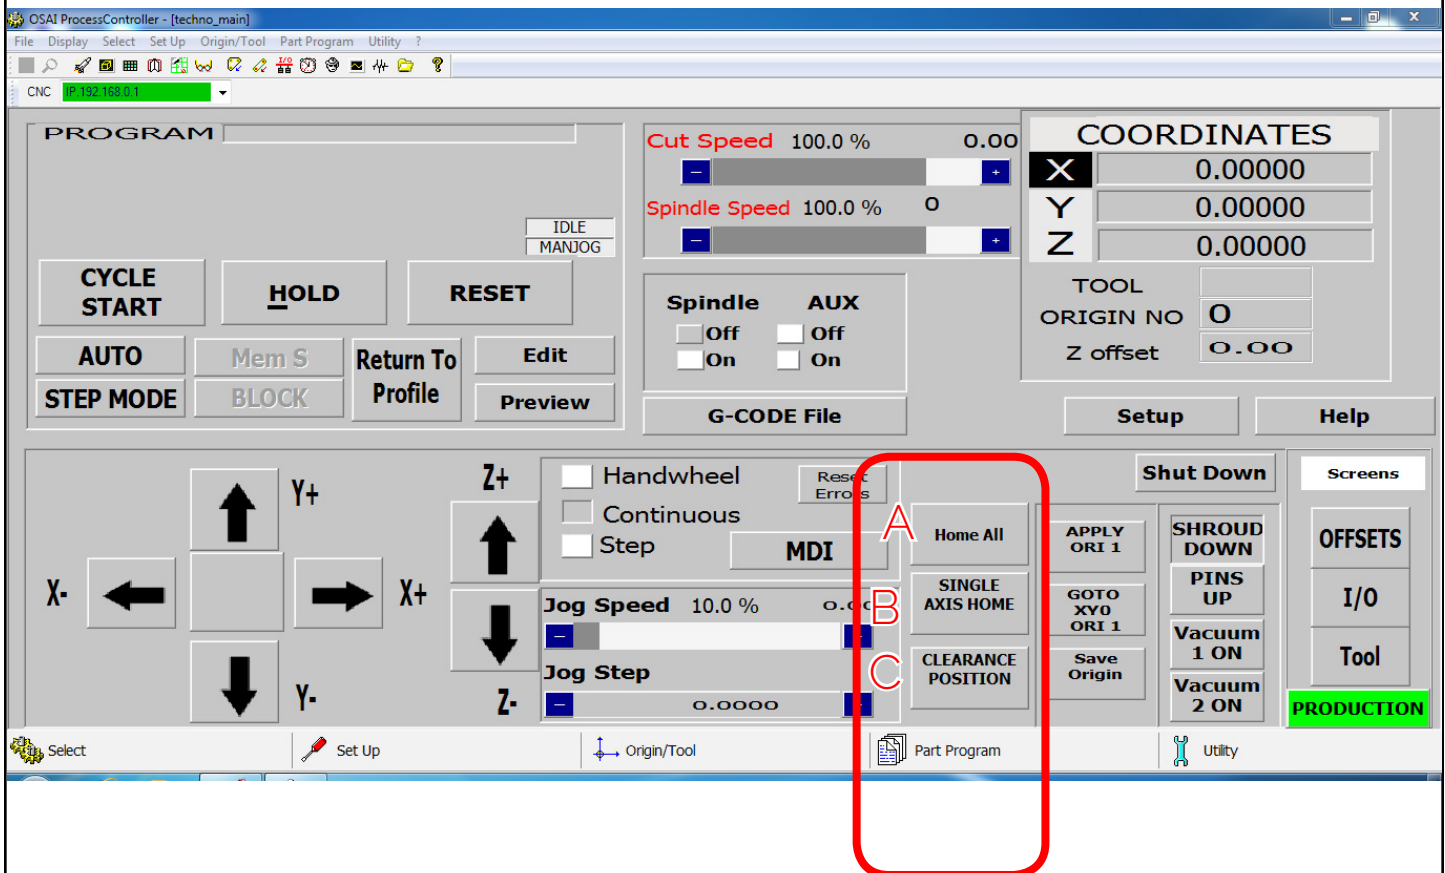 OSAI ProcessController - [techno_main]
File Display Select Set Up Origin/Tool Part Program Utility ?
CNC IP.192.168.0.1
PROGRAM
IDLE
MANJOG
CYCLE
START
HOLD
RESET
AUTO
Mem S
Return To
Profile
Edit
STEP MODE
BLOCK
Preview
Cut Speed 100.0 % 0.00
- +
Spindle Speed 100.0 % 0
- +
Spindle AUX
Off Off
On On
G-CODE File
COORDINATES
X 0.00000
Y 0.00000
Z 0.00000
TOOL
ORIGIN NO 0
Z offset 0.00
Setup
Help
Y+
X-
X+
Y-
Z+
Z-
Handwheel
Reset
Errors
Continuous
Step
MDI
Jog Speed 10.0 %
-
Jog Step
- 0.0000
A
Home All
B
SINGLE
AXIS HOME
C
CLEARANCE
POSITION
APPLY
ORI 1
GOTO
XY0
ORI 1
Save
Origin
Shut Down
SHROUD
DOWN
PINS
UP
Vacuum
1 ON
Vacuum
2 ON
Screens
OFFSETS
I/O
Tool
PRODUCTION
Select
Set Up
Origin/Tool
Part Program
Utility